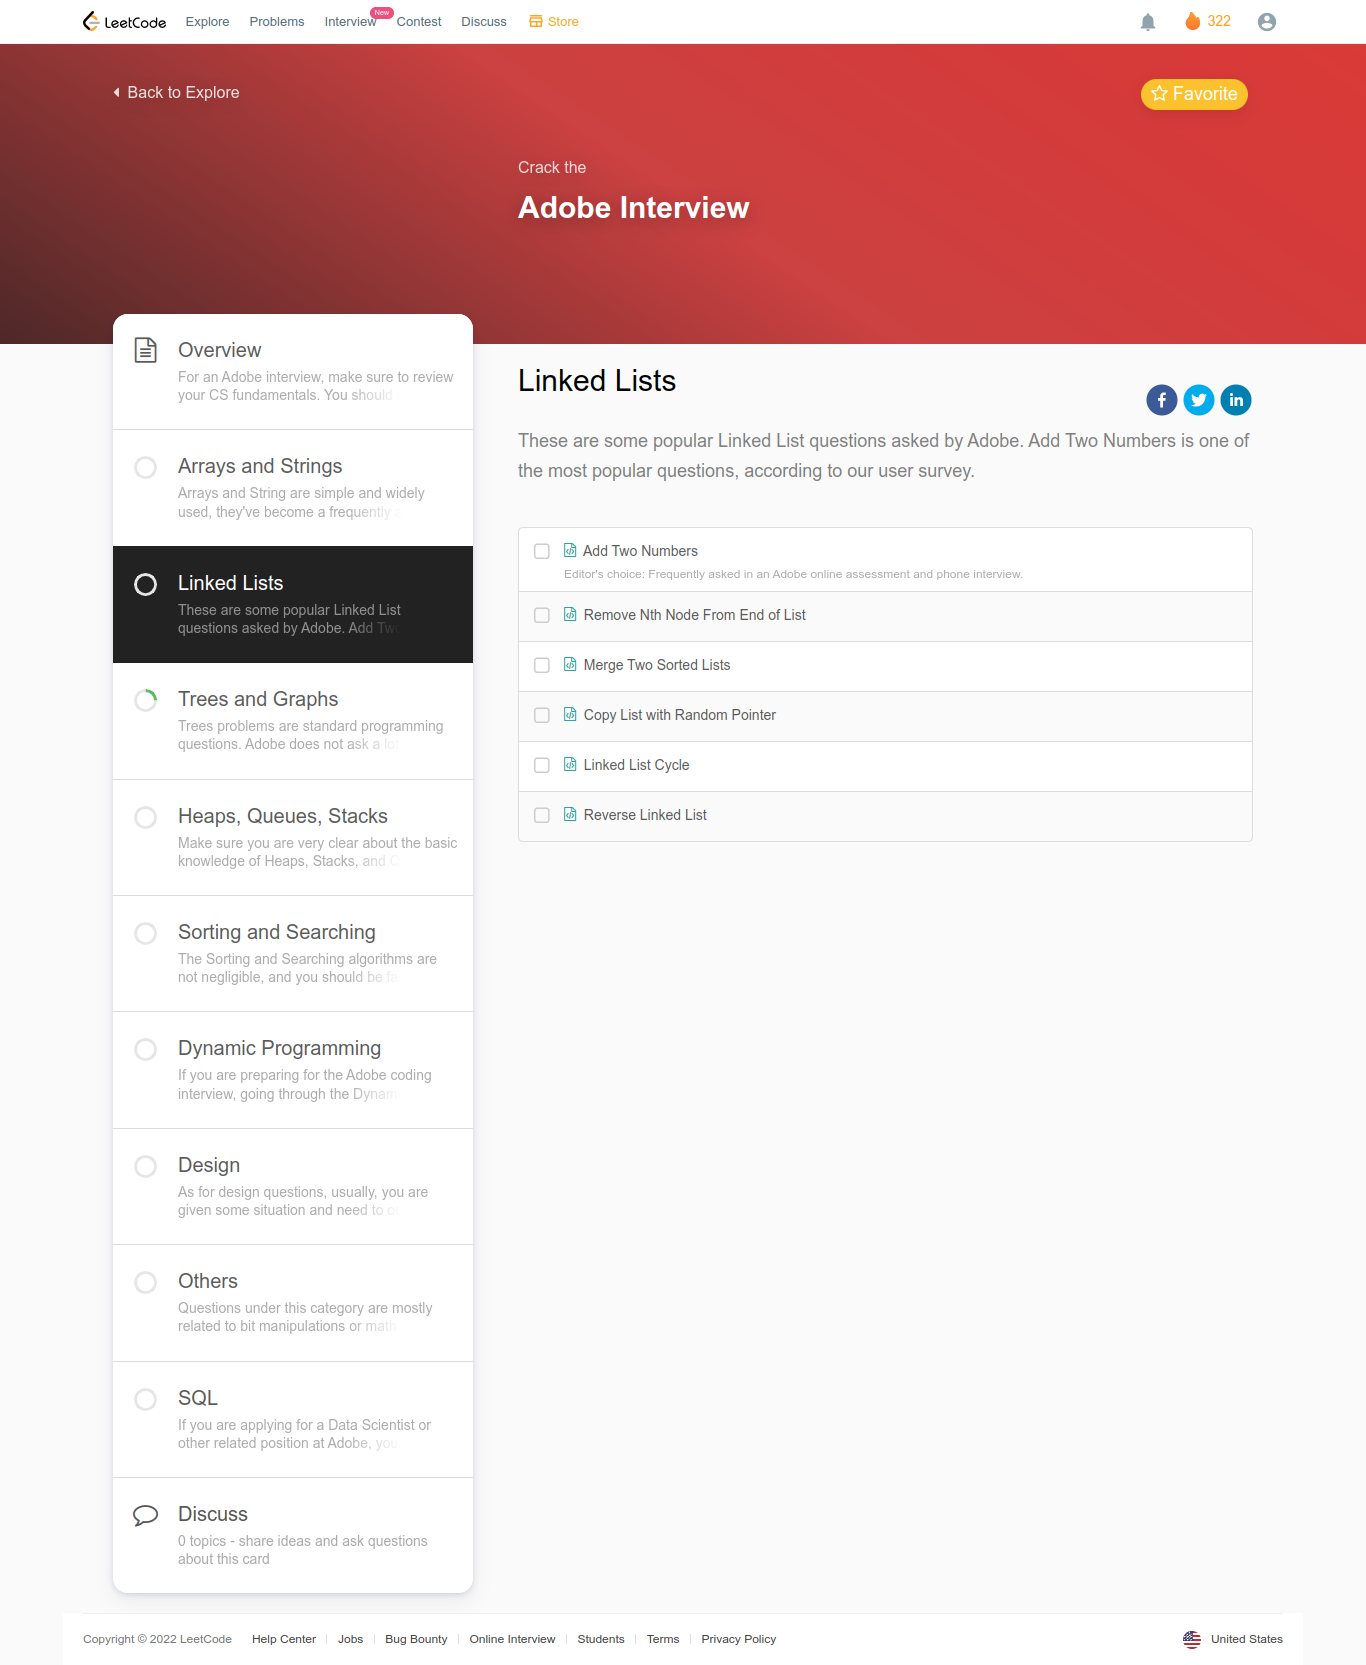 LeetCode Explore Problems Interview New Contest Discuss Store 322
Back to Explore
Favorite
Crack the
Adobe Interview
Overview
For an Adobe interview, make sure to review
your CS fundamentals. You should
Arrays and Strings
Arrays and String are simple and widely
used, they've become a frequently
Linked Lists
These are some popular Linked List
questions asked by Adobe. Add Two
Trees and Graphs
Trees problems are standard programming
questions. Adobe does not ask a lot
Heaps, Queues, Stacks
Make sure you are very clear about the basic
knowledge of Heaps, Stacks, and
Sorting and Searching
The Sorting and Searching algorithms are
not negligible, and you should be
Dynamic Programming
If you are preparing for the Adobe coding
interview, going through the
Design
As for design questions, usually, you are
given some situation and need to
Others
Questions under this category are mostly
related to bit manipulations or math
SQL
If you are applying for a Data Scientist or
other related position at Adobe, you
Discuss
0 topics - share ideas and ask questions
about this card
Linked Lists
These are some popular Linked List questions asked by Adobe. Add Two Numbers is one of
the most popular questions, according to our user survey.
Add Two Numbers
Editor's choice: Frequently asked in an Adobe online assessment and phone interview.
Remove Nth Node From End of List
Merge Two Sorted Lists
Copy List with Random Pointer
Linked List Cycle
Reverse Linked List
Copyright © 2022 LeetCode Help Center Jobs Bug Bounty Online Interview Students Terms Privacy Policy United States